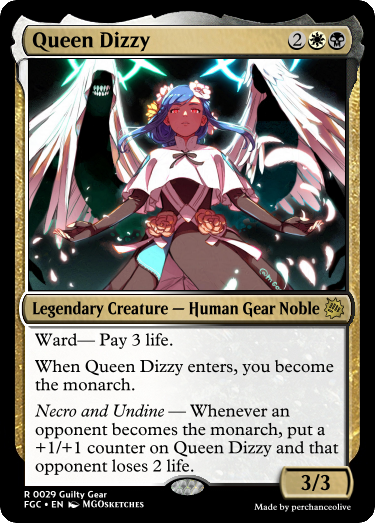 Queen Dizzy 2
Legendary Creature — Human Gear Noble
Ward— Pay 3 life.
When Queen Dizzy enters, you become
the monarch.
Necro and Undine — Whenever an
opponent becomes the monarch, put a
+1/+1 counter on Queen Dizzy and that
opponent loses 2 life.
3/3
R 0029 Guilty Gear
FGC • EN MGOSKETCHES
Made by perchanceolive